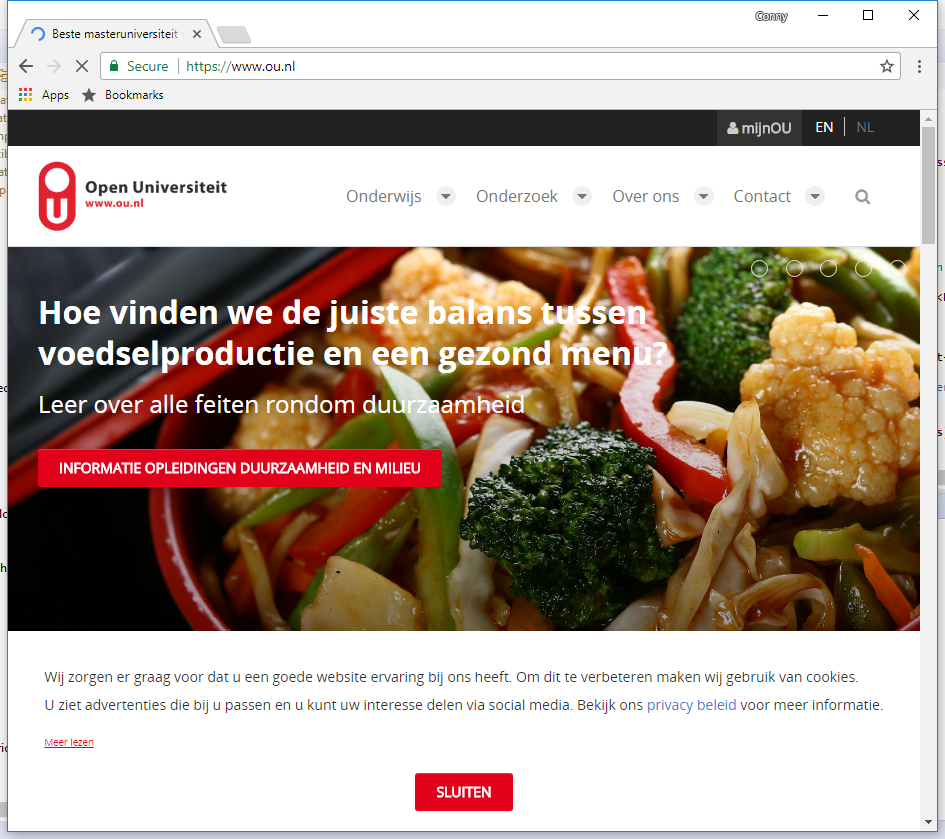 Conny
Beste masteruniversiteit
Secure https://www.ou.nl
Apps Bookmarks
mijnOU EN NL
Open Universiteit
www.ou.nl
Onderwijs Onderzoek Over ons Contact
Hoe vinden we de juiste balans tussen
voedselproductie en een gezond menu?
Leer over alle feiten rondom duurzaamheid
INFORMATIE OPLEIDINGEN DUURZAAMHEID EN MILIEU
Wij zorgen er graag voor dat u een goede website ervaring bij ons heeft. Om dit te verbeteren maken wij gebruik van cookies.
U ziet advertenties die bij u passen en u kunt uw interesse delen via social media. Bekijk ons privacy beleid voor meer informatie.
Meer lezen
SLUITEN